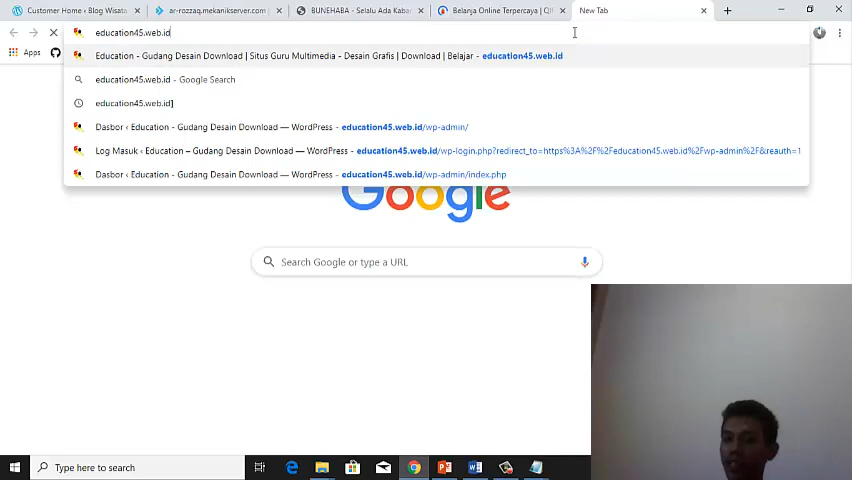 Customer Home ‹ Blog Wisata
ar-rozzaq.mekanikserver.com
BUNEHABA - Selalu Ada Kaba
Belanja Online Terpercaya | QI
New Tab
education45.web.id
Apps
Education - Gudang Desain Download | Situs Guru Multimedia - Desain Grafis | Download | Belajar - education45.web.id
education45.web.id - Google Search
education45.web.id]
Dasbor ‹ Education - Gudang Desain Download — WordPress - education45.web.id/wp-admin/
Log Masuk ‹ Education – Gudang Desain Download — WordPress - education45.web.id/wp-login.php?redirect_to=https%3A%2F%2Feducation45.web.id%2Fwp-admin%2F&reauth=1
Dasbor ‹ Education - Gudang Desain Download — WordPress - education45.web.id/wp-admin/index.php
Google
Search Google or type a URL
Type here to search